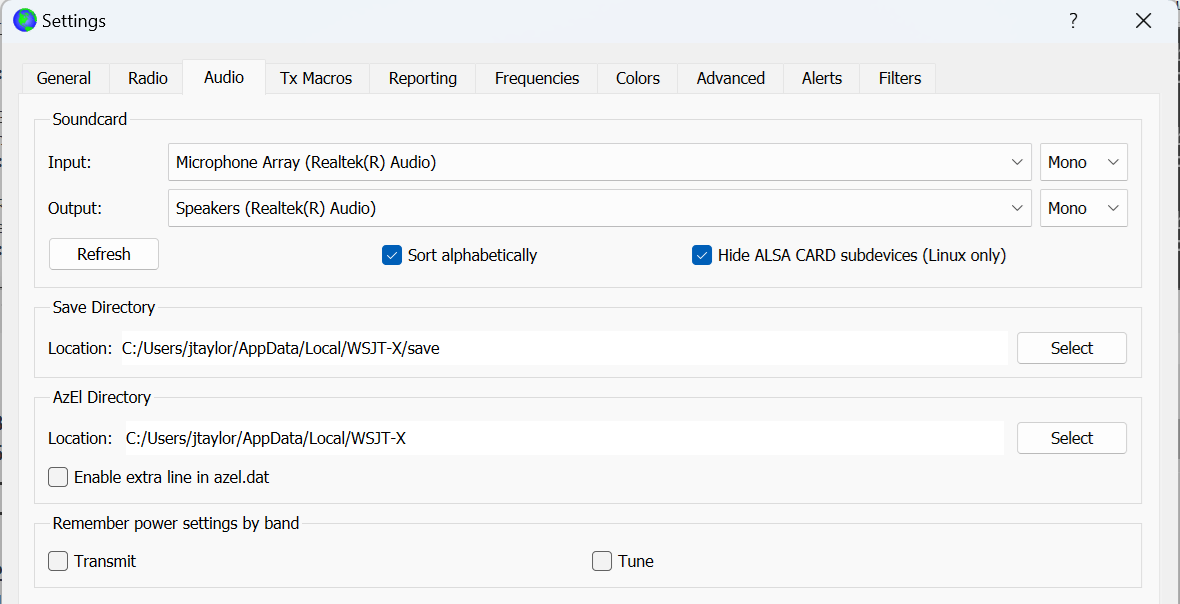 Settings ?
General Radio Audio Tx Macros Reporting Frequencies Colors Advanced Alerts Filters
Soundcard
Input: Microphone Array (Realtek(R) Audio) Mono
Output: Speakers (Realtek(R) Audio) Mono
Refresh Sort alphabetically Hide ALSA CARD subdevices (Linux only)
Save Directory
Location: C:/Users/jtaylor/AppData/Local/WSJT-X/save Select
AzEl Directory
Location: C:/Users/jtaylor/AppData/Local/WSJT-X Select
Enable extra line in azel.dat
Remember power settings by band
Transmit Tune